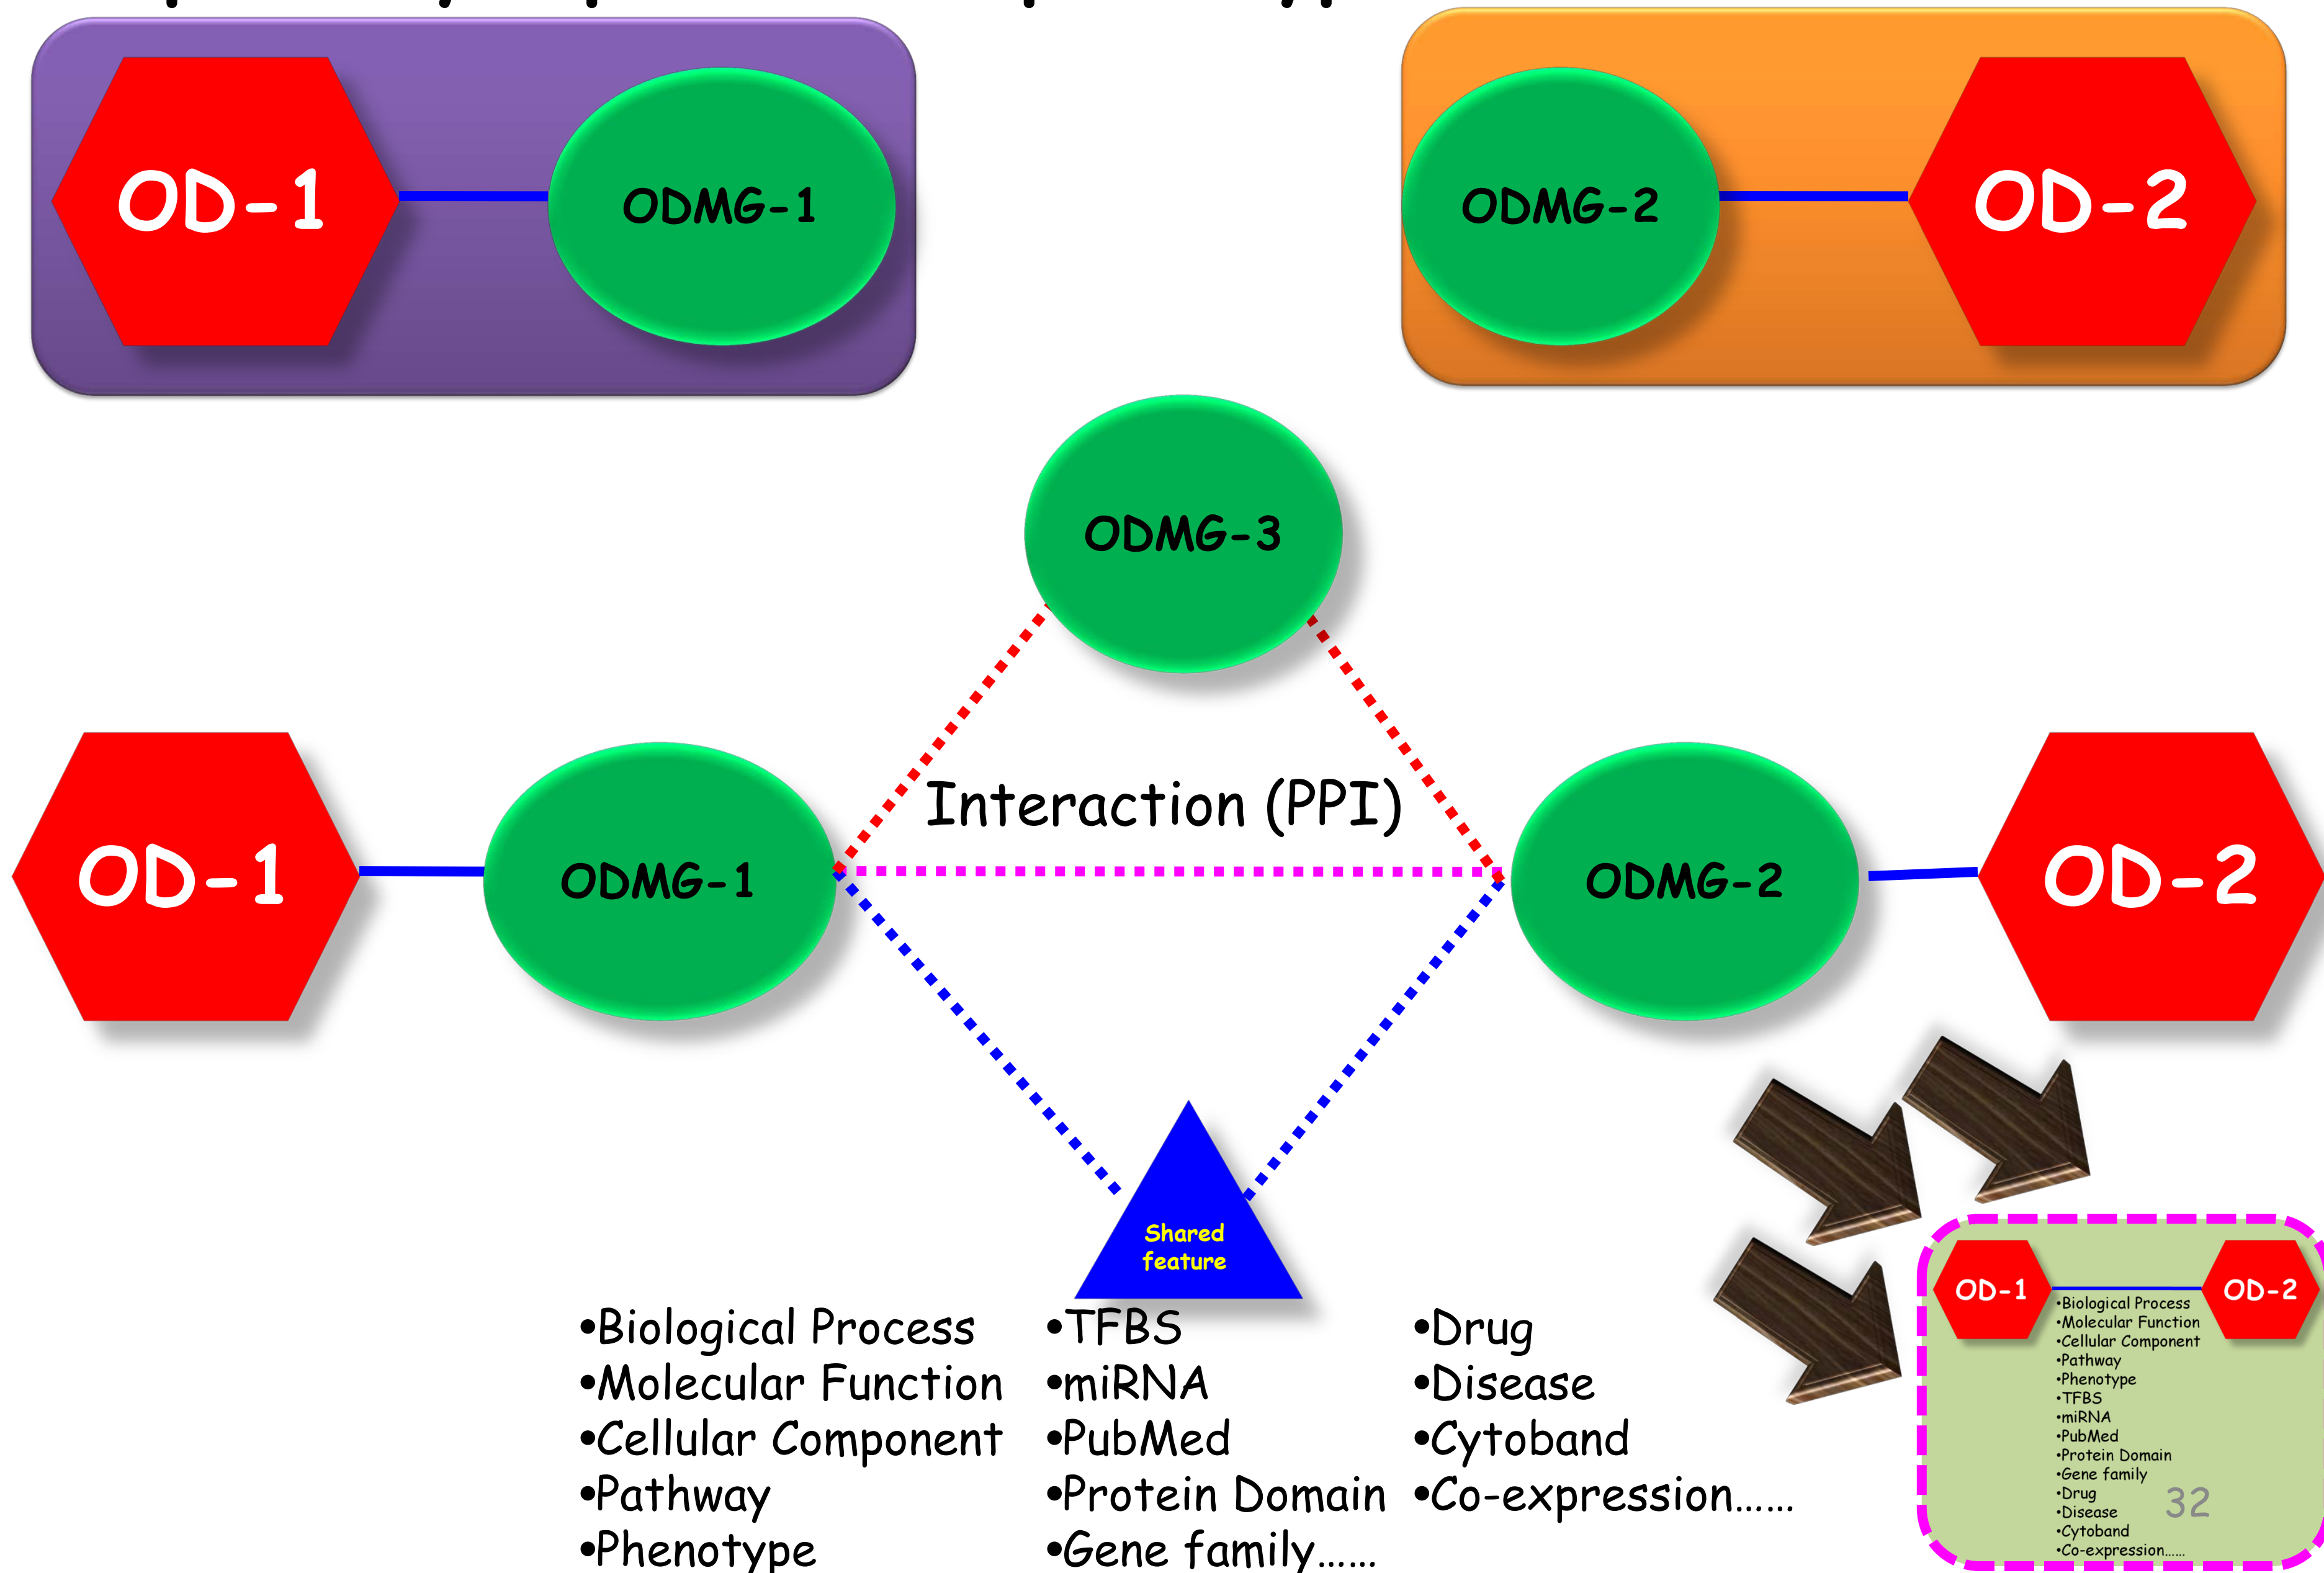 OD-1
ODMG-1
ODMG-2
OD-2
ODMG-3
Interaction (PPI)
OD-1
ODMG-1
ODMG-2
OD-2
Shared
feature
•Biological Process
•Molecular Function
•Cellular Component
•Pathway
•Phenotype
•TFBS
•miRNA
•PubMed
•Protein Domain
•Gene family......
•Drug
•Disease
•Cytoband
•Co-expression......
OD-1
OD-2
•Biological Process
•Molecular Function
•Cellular Component
•Pathway
•Phenotype
•TFBS
•miRNA
•PubMed
•Protein Domain
•Gene family
•Drug
•Disease
•Cytoband
•Co-expression......
32